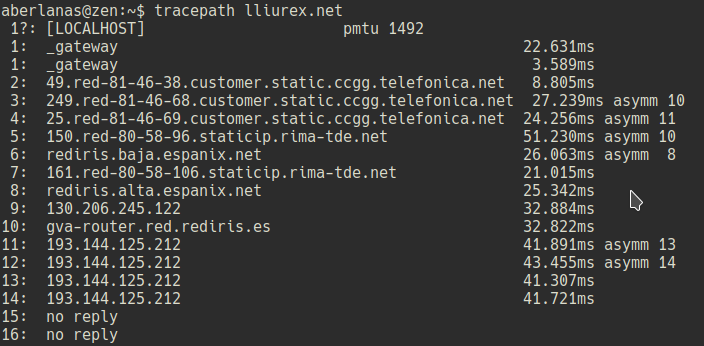 aberlanas@zen:~$ tracepath lliurex.net
1?: [LOCALHOST] pmtu 1492
1: _gateway 22.631ms
1: _gateway 3.589ms
2: 49.red-81-46-38.customer.static.ccgg.telefonica.net 8.805ms
3: 249.red-81-46-68.customer.static.ccgg.telefonica.net 27.239ms asymm 10
4: 25.red-81-46-69.customer.static.ccgg.telefonica.net 24.256ms asymm 11
5: 150.red-80-58-96.staticip.rima-tde.net 51.230ms asymm 10
6: rediris.baja.espanix.net 26.063ms asymm 8
7: 161.red-80-58-106.staticip.rima-tde.net 21.015ms
8: rediris.alta.espanix.net 25.342ms
9: 130.206.245.122 32.884ms
10: gva-router.red.rediris.es 32.822ms
11: 193.144.125.212 41.891ms asymm 13
12: 193.144.125.212 43.455ms asymm 14
13: 193.144.125.212 41.307ms
14: 193.144.125.212 41.721ms
15: no reply
16: no reply